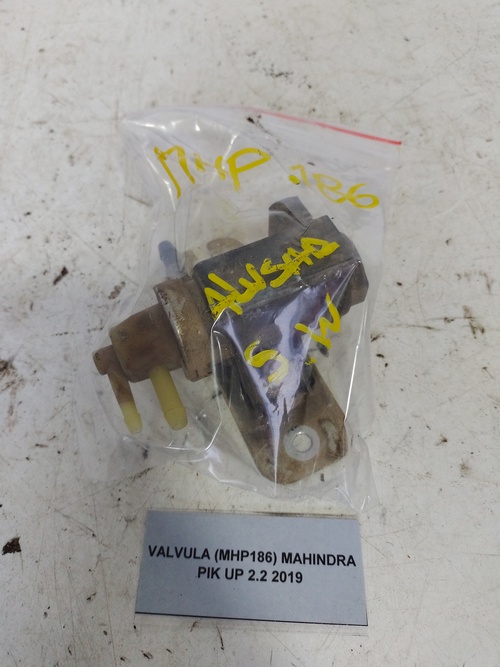 MHP 186
S.W
VALVULA (MHP186) MAHINDRA
PIK UP 2.2 2019